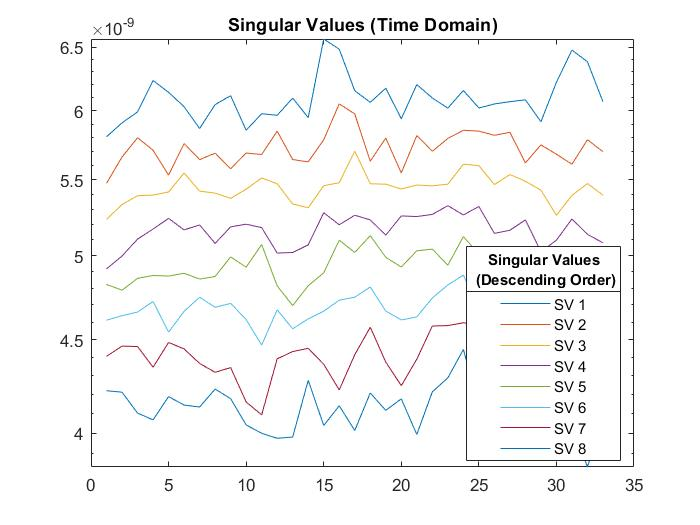 Singular Values (Time Domain)
×10⁻⁹
6.5
6
5.5
5
4.5
4
0 5 10 15 20 25 30 35
Singular Values
(Descending Order)
SV 1
SV 2
SV 3
SV 4
SV 5
SV 6
SV 7
SV 8